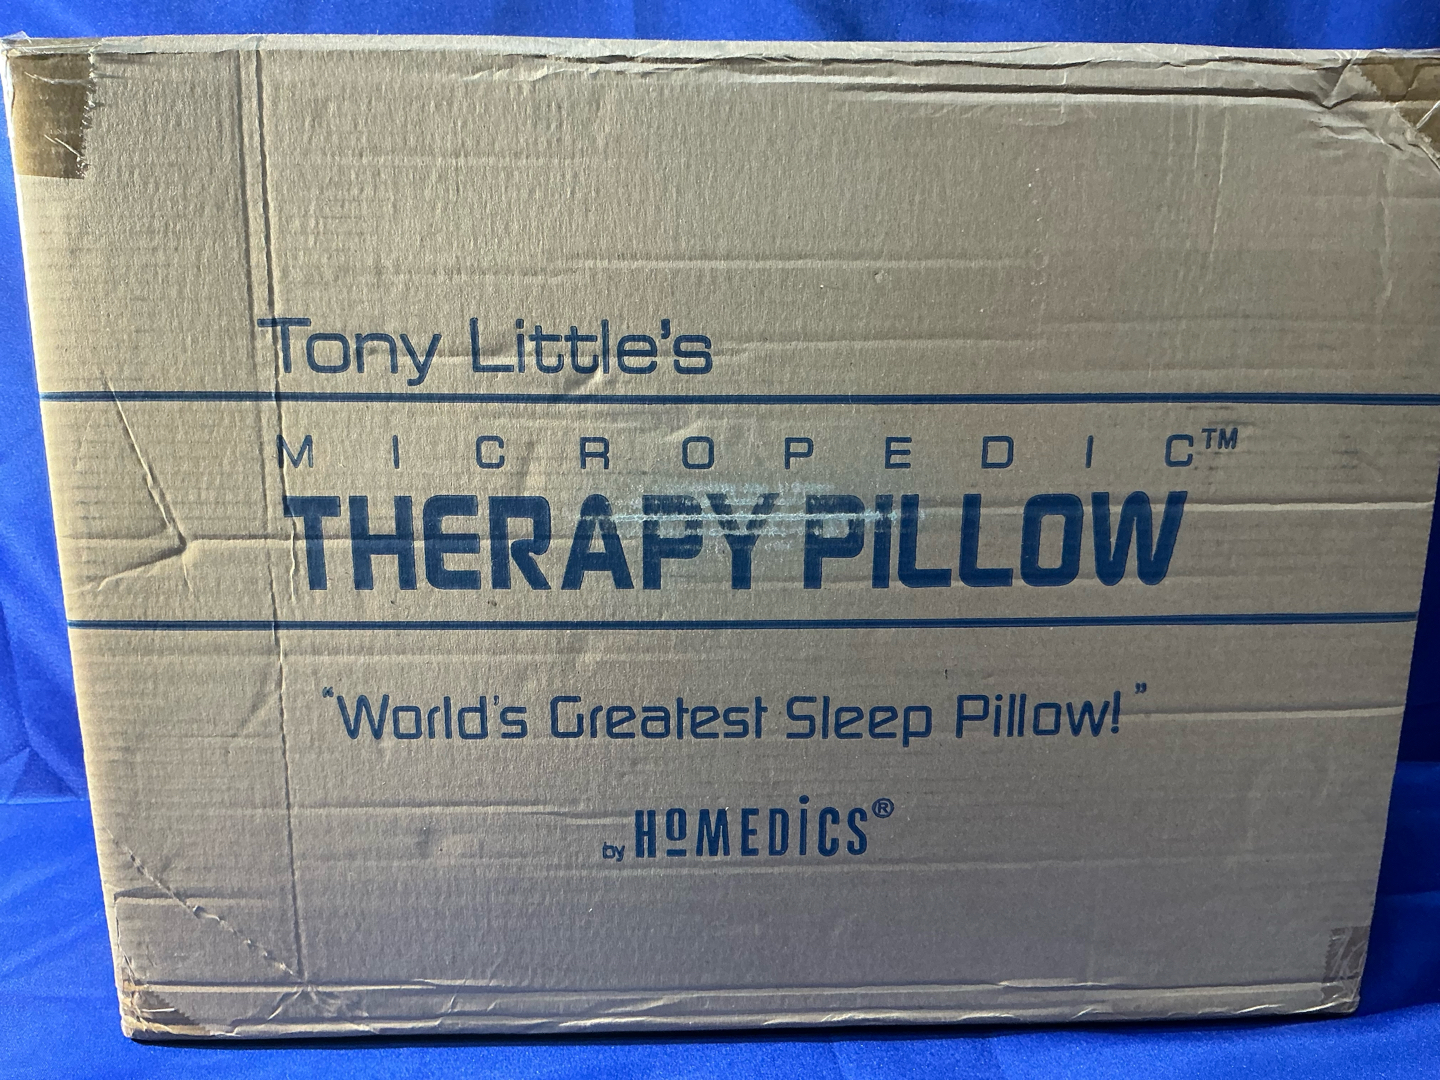 Tony Little's
MICROPEDIC™
THERAPY PiLLOW
"World's Greatest Sleep Pillow!"
by HoMEDiCS®